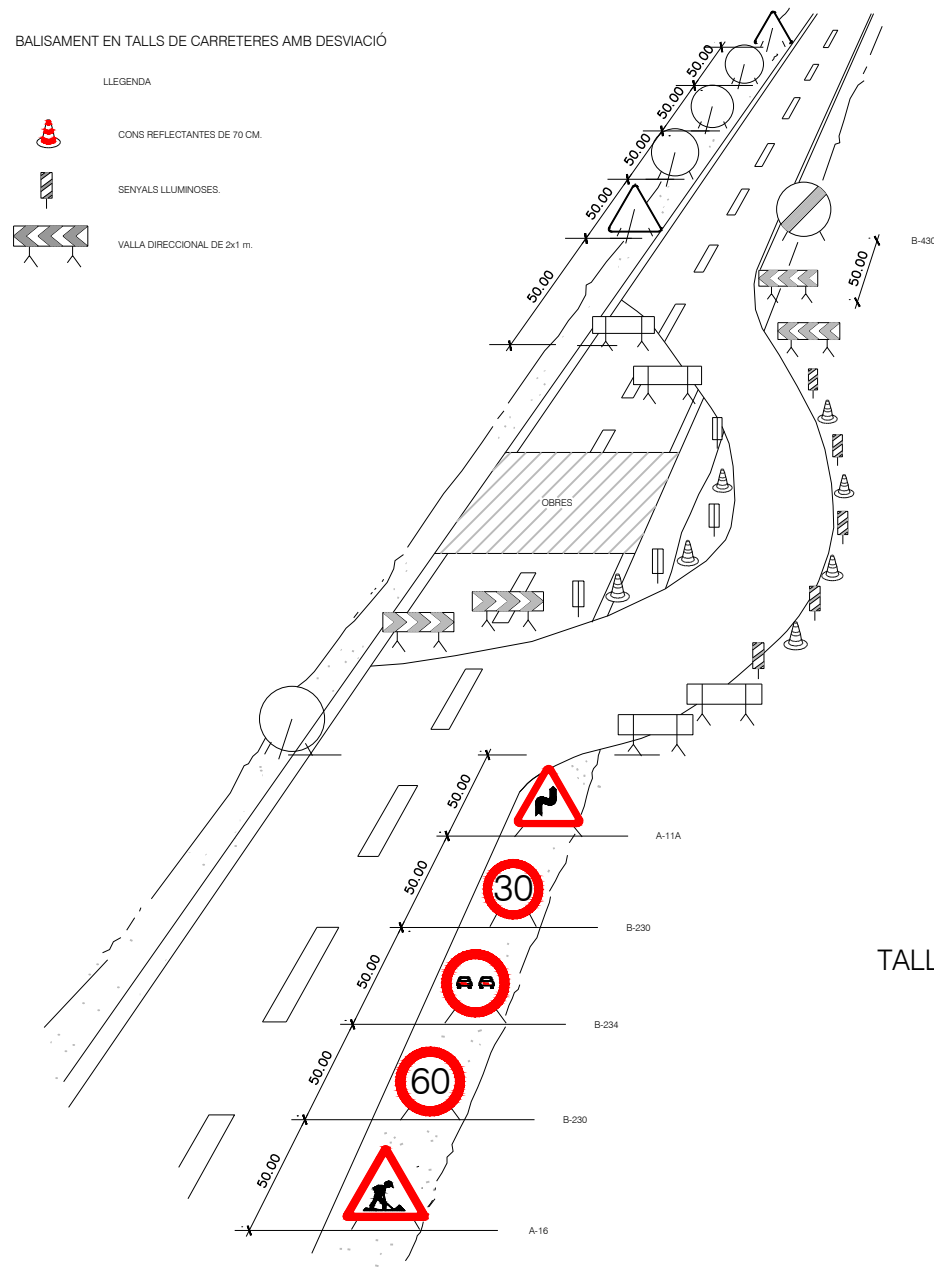 BALISAMENT EN TALLS DE CARRETERES AMB DESVIACIÓ
LLEGENDA
CONS REFLECTANTES DE 70 CM.
SENYALS LLUMINOSES.
VALLA DIRECCIONAL DE 2x1 m.
50.00
50.00
50.00
50.00
50.00
B-430
50.00
OBRES
50.00
A-11A
50.00
30
B-230
50.00
TALL
B-234
50.00
60
B-230
50.00
A-16